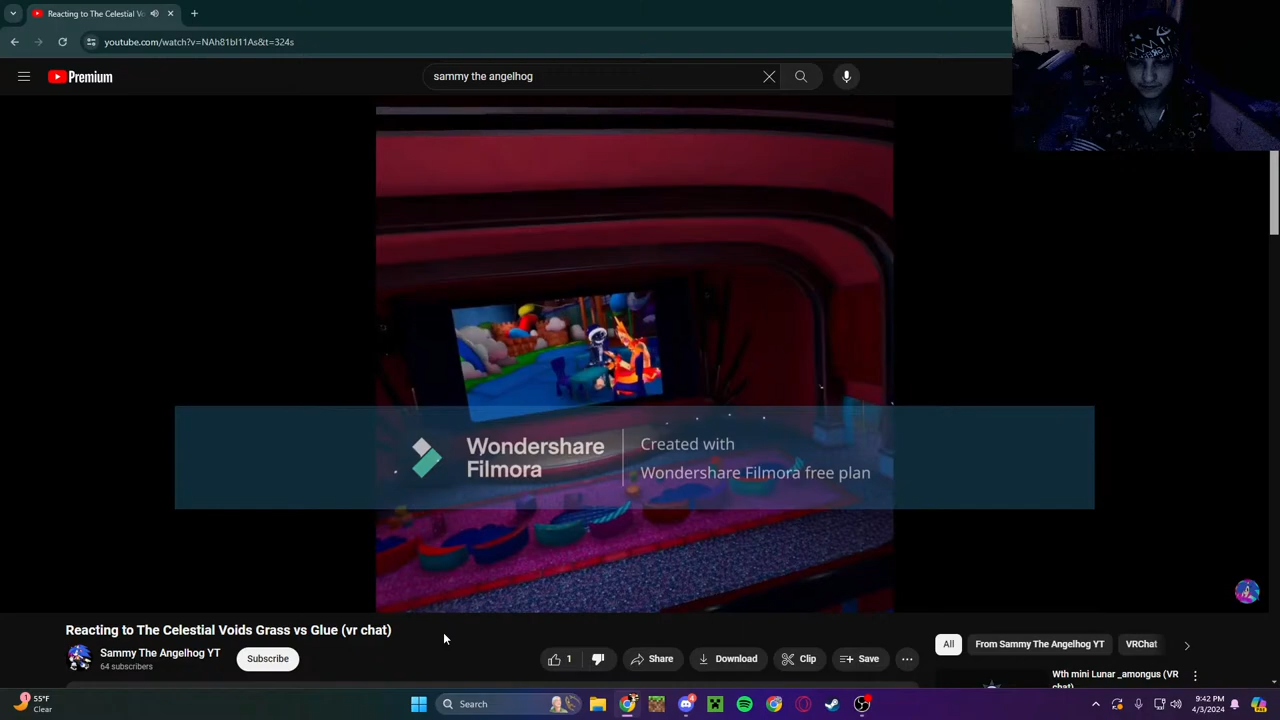 Reacting to The Celestial Vo
youtube.com/watch?v=NAh81bI11As&t=324s
Premium
sammy the angelhog
Wondershare
Filmora
Created with
Wondershare Filmora free plan
Reacting to The Celestial Voids Grass vs Glue (vr chat)
Sammy The Angelhog YT
64 subscribers
Subscribe
1
Share
Download
Clip
Save
All
From Sammy The Angelhog YT
VRChat
Wth mini Lunar _amongus (VR
chat)
1
55°F
Clear
Search
4
9:42 PM
4/3/2024